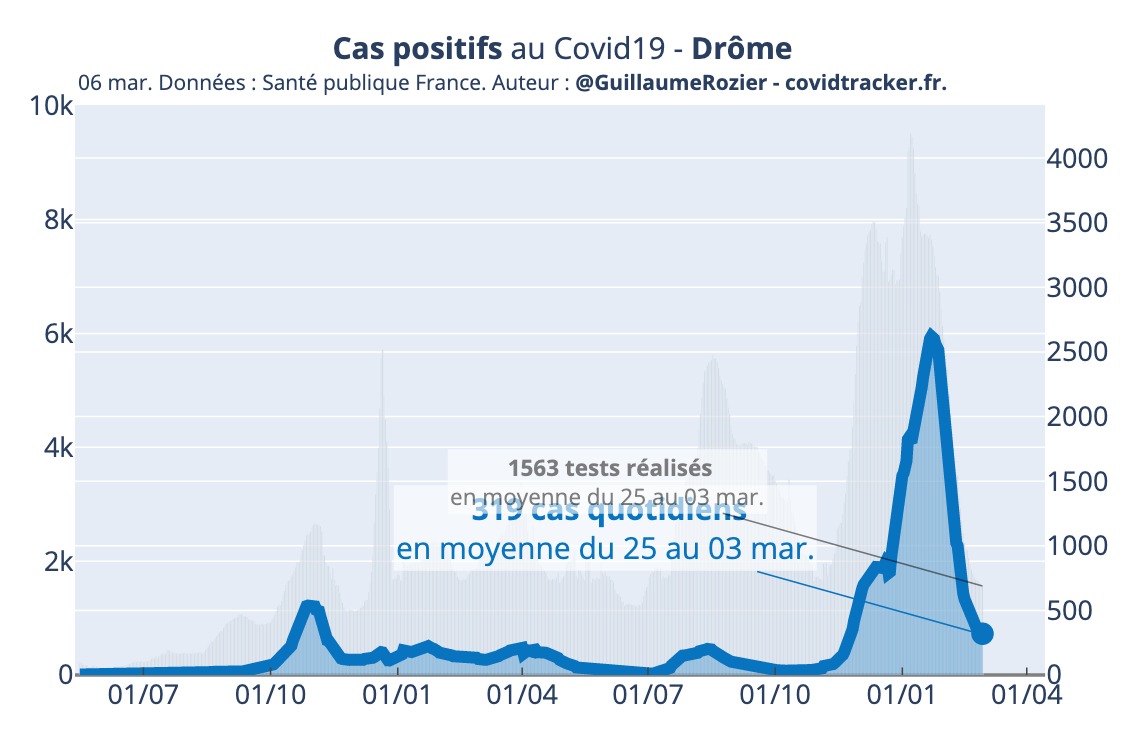 Cas positifs au Covid19 - Drôme
06 mar. Données : Santé publique France. Auteur : @GuillaumeRozier - covidtracker.fr.
10k
8k
6k
4k
2k
0
4000
3500
3000
2500
2000
1500
1000
500
0
1563 tests réalisés
en moyenne du 25 au 03 mar.
319 cas quotidiens
en moyenne du 25 au 03 mar.
01/07 01/10 01/01 01/04 01/07 01/10 01/01 01/04